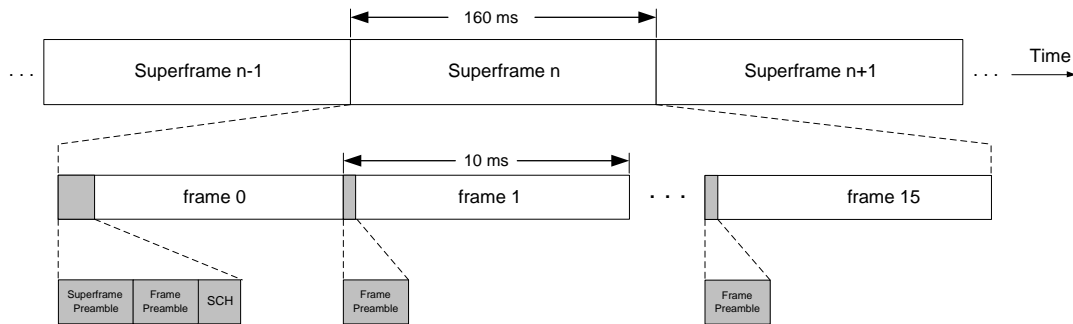 160 ms
. . .
Superframe n-1
Superframe n
Superframe n+1
. . .
Time
10 ms
frame 0
frame 1
. . .
frame 15
Superframe
Preamble
Frame
Preamble
SCH
Frame
Preamble
Frame
Preamble